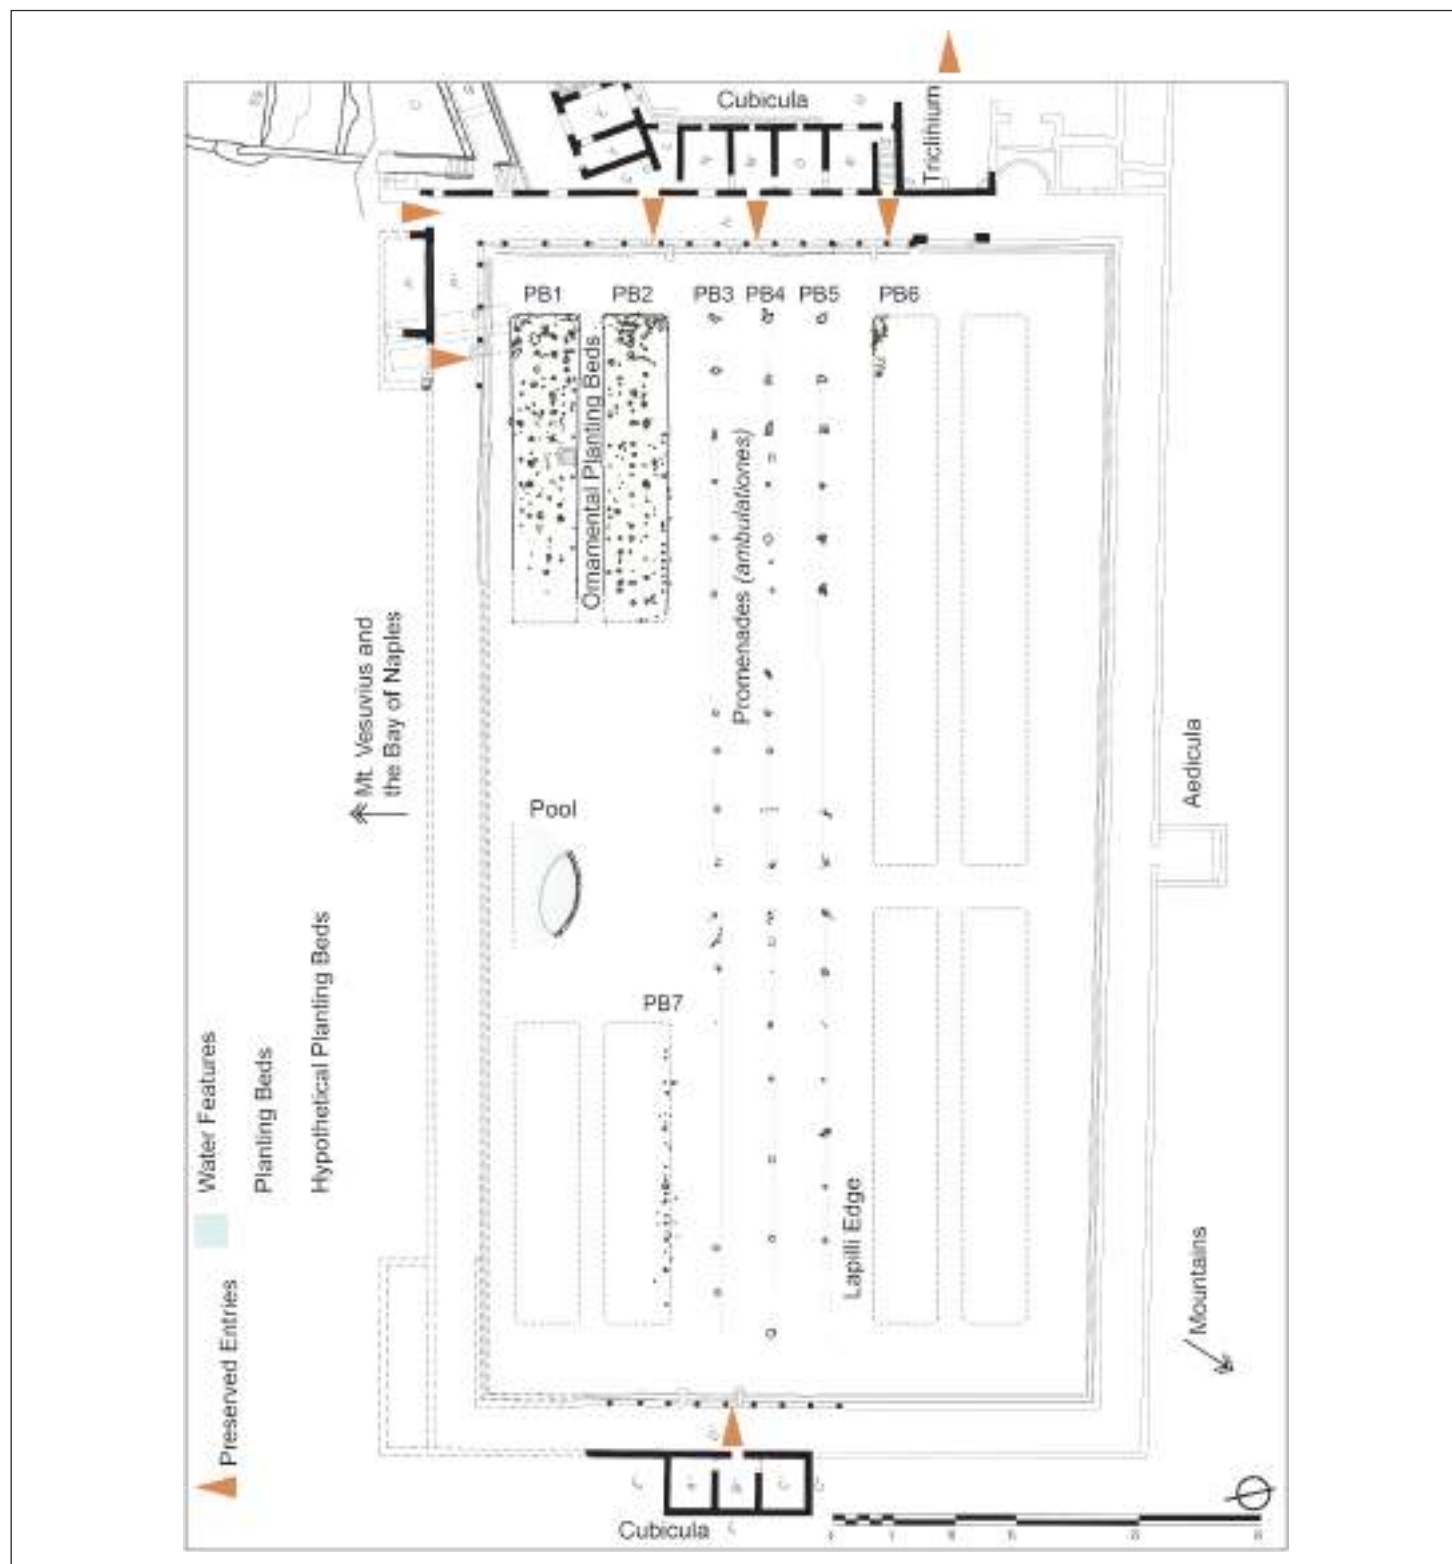 Cubicula
Triclinium
PB1
PB2
PB3
PB4
PB5
PB6
Ornamental Planting Beds
Promenades (ambulationes)
Mt. Vesuvius and
the Bay of Naples
Pool
Aedicula
PB7
Lapilli Edge
Mountains
Water Features
Planting Beds
Hypothetical Planting Beds
Preserved Entries
Cubicula